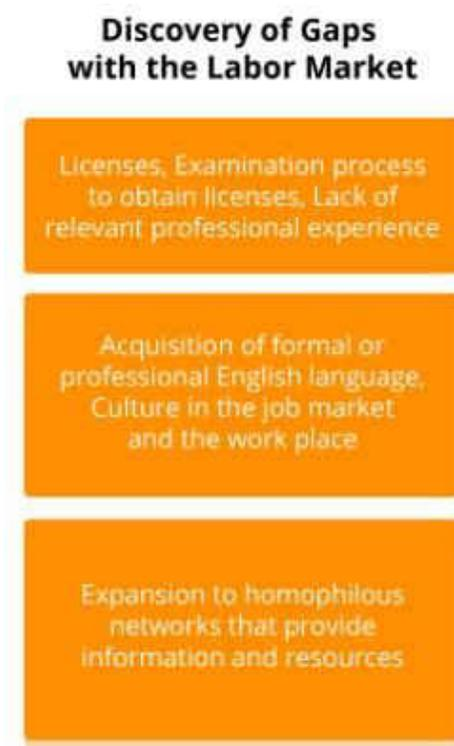 Discovery of Gaps
with the Labor Market
Licenses, Examination process
to obtain licenses, Lack of
relevant professional experience
Acquisition of formal or
professional English language,
Culture in the job market
and the work place
Expansion to homophilous
networks that provide
information and resources